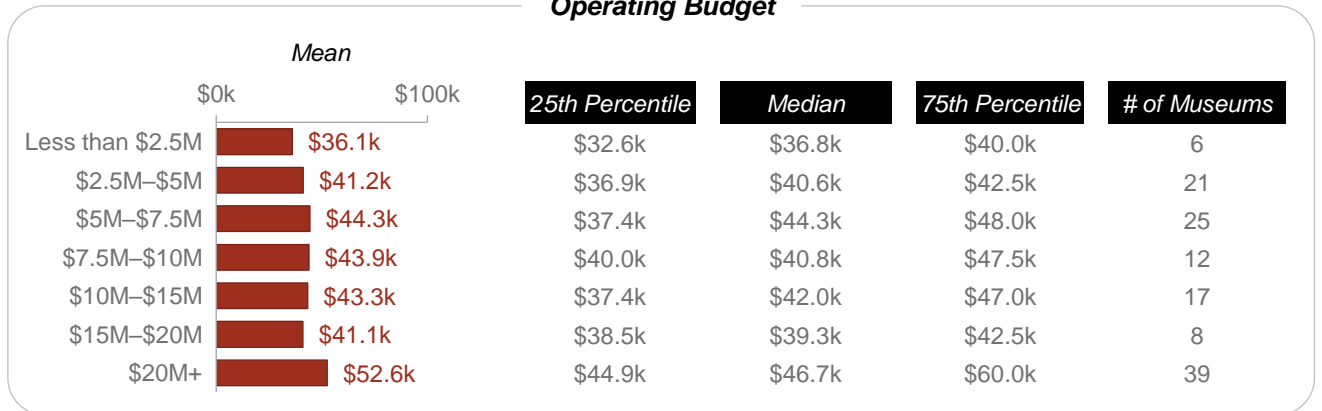 Operating Budget
Mean
$0k $100k 25th Percentile Median 75th Percentile # of Museums
Less than $2.5M $36.1k $32.6k $36.8k $40.0k 6
$2.5M–$5M $41.2k $36.9k $40.6k $42.5k 21
$5M–$7.5M $44.3k $37.4k $44.3k $48.0k 25
$7.5M–$10M $43.9k $40.0k $40.8k $47.5k 12
$10M–$15M $43.3k $37.4k $42.0k $47.0k 17
$15M–$20M $41.1k $38.5k $39.3k $42.5k 8
$20M+ $52.6k $44.9k $46.7k $60.0k 39